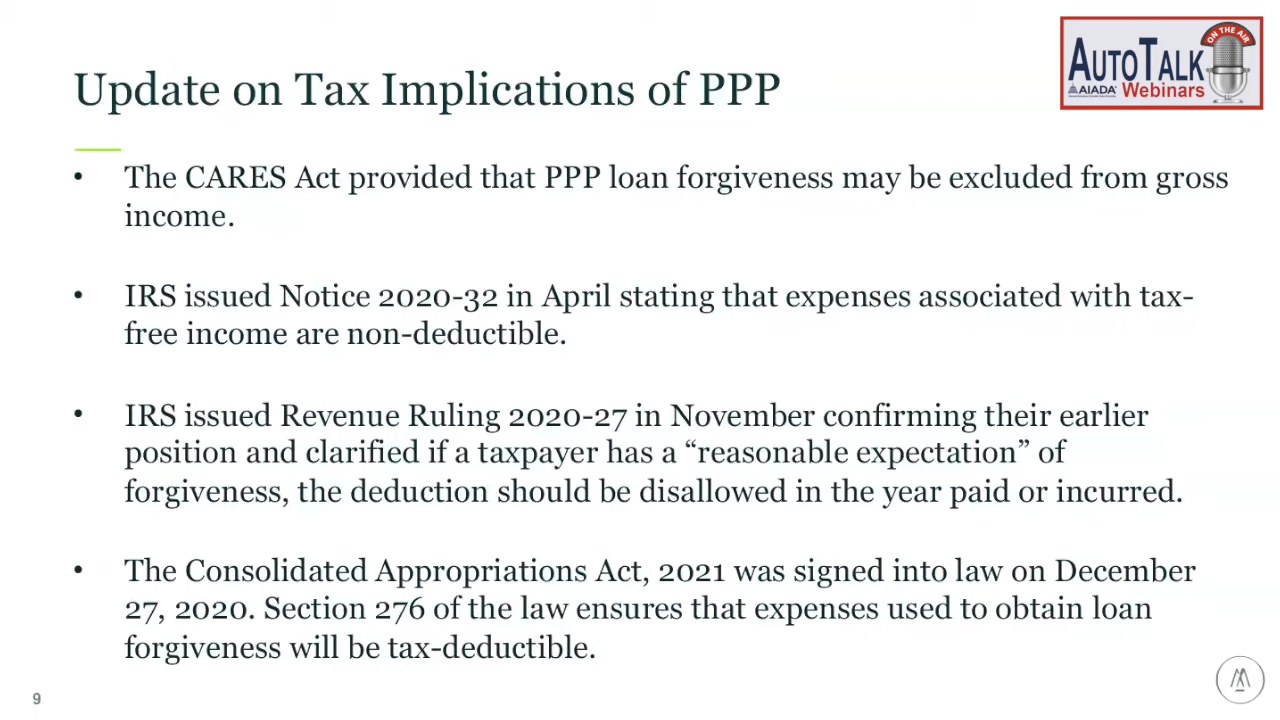 Update on Tax Implications of PPP
ON THE AIR
AUTOTALK
AIADA
Webinars
• The CARES Act provided that PPP loan forgiveness may be excluded from gross
income.
• IRS issued Notice 2020-32 in April stating that expenses associated with tax-
free income are non-deductible.
• IRS issued Revenue Ruling 2020-27 in November confirming their earlier
position and clarified if a taxpayer has a “reasonable expectation” of
forgiveness, the deduction should be disallowed in the year paid or incurred.
• The Consolidated Appropriations Act, 2021 was signed into law on December
27, 2020. Section 276 of the law ensures that expenses used to obtain loan
forgiveness will be tax-deductible.
9